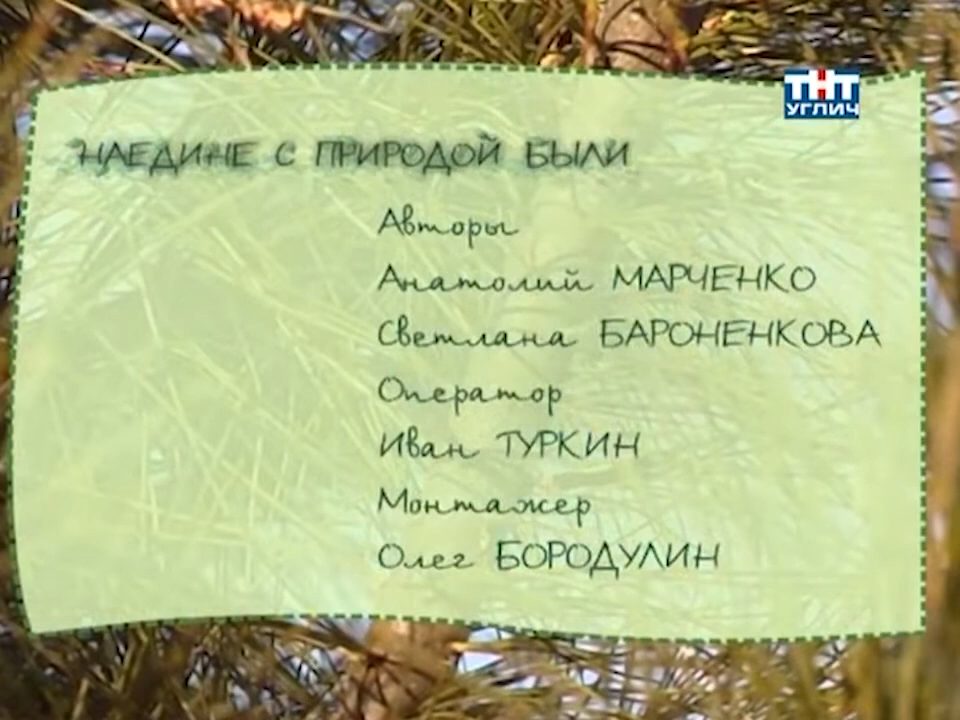 ТНТ
УГЛИЧ
НАЕДИНЕ С ПРИРОДОЙ БЫЛИ
Авторы
Анатолий МАРЧЕНКО
Светлана БАРОНЕНКОВА
Оператор
Иван ТУРКИН
Монтажер
Олег БОРОДУЛИН